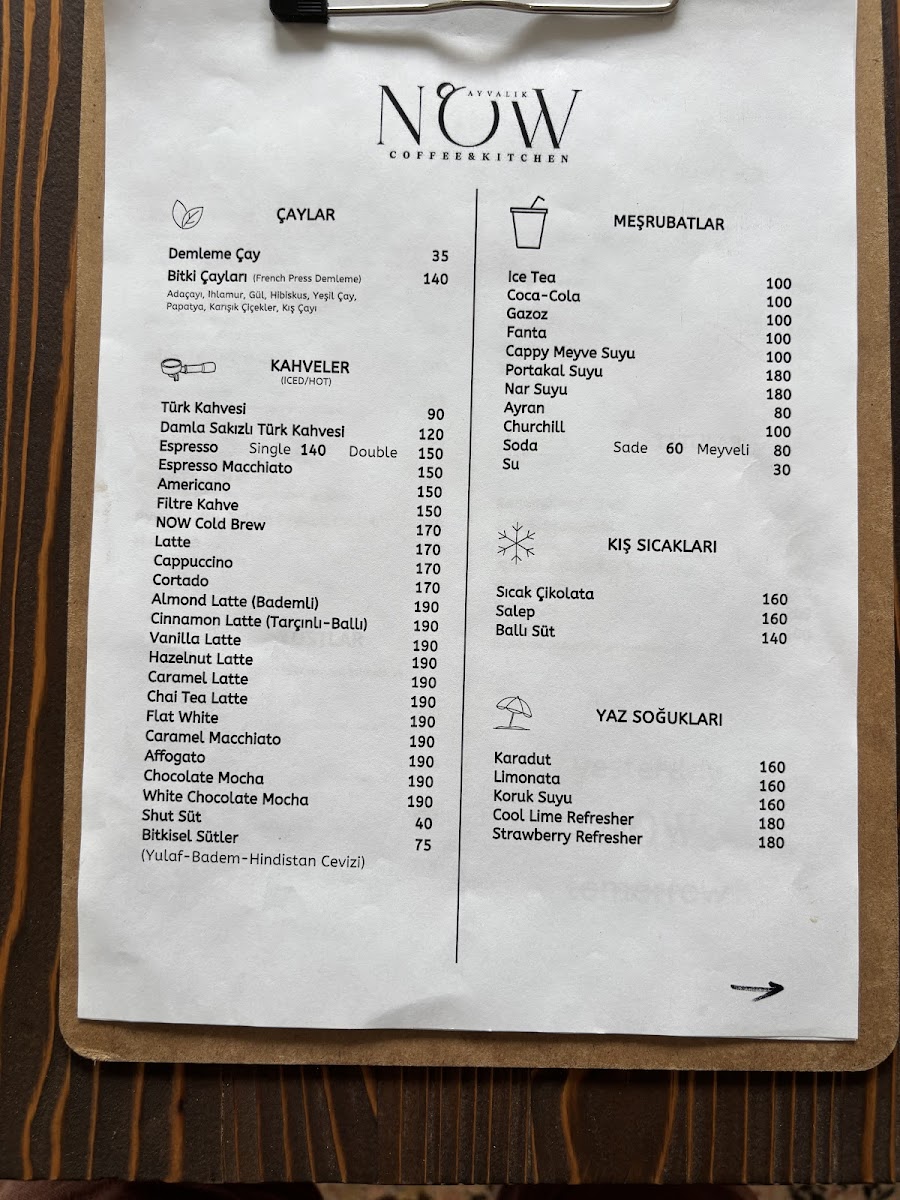 AYVALIK
NOW
COFFEE&KITCHEN
ÇAYLAR
Demleme Çay 35
Bitki Çayları (French Press Demleme) 140
Adaçayı, Ihlamur, Gül, Hibiskus, Yeşil Çay,
Papatya, Karışık Çiçekler, Kış Çayı
KAHVELER
(ICED/HOT)
Türk Kahvesi 90
Damla Sakızlı Türk Kahvesi 120
Espresso Single 140 Double 150
Espresso Macchiato 150
Americano 150
Filtre Kahve 150
NOW Cold Brew 170
Latte 170
Cappuccino 170
Cortado 170
Almond Latte (Bademli) 190
Cinnamon Latte (Tarçınlı-Ballı) 190
Vanilla Latte 190
Hazelnut Latte 190
Caramel Latte 190
Chai Tea Latte 190
Flat White 190
Caramel Macchiato 190
Affogato 190
Chocolate Mocha 190
White Chocolate Mocha 190
Shut Süt 40
Bitkisel Sütler 75
(Yulaf-Badem-Hindistan Cevizi)
MEŞRUBATLAR
Ice Tea 100
Coca-Cola 100
Gazoz 100
Fanta 100
Cappy Meyve Suyu 100
Portakal Suyu 180
Nar Suyu 180
Ayran 80
Churchill 100
Soda Sade 60 Meyveli 80
Su 30
KIŞ SICAKLARI
Sıcak Çikolata 160
Salep 160
Ballı Süt 140
YAZ SOĞUKLARI
Karadut 160
Limonata 160
Koruk Suyu 160
Cool Lime Refresher 180
Strawberry Refresher 180